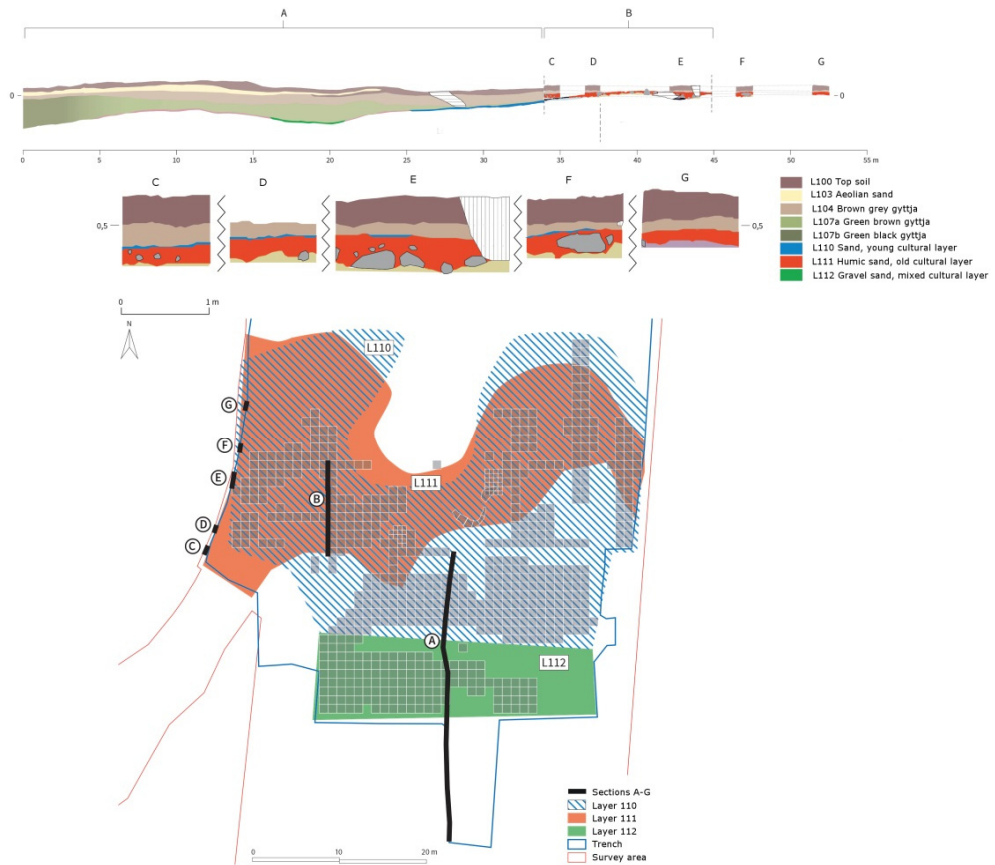 A
B
C
D
E
F
G
0
0
0
5
10
15
20
25
30
35
40
45
50
55 m
C
D
E
F
G
0,5
0,5
L100 Top soil
L103 Aeolian sand
L104 Brown grey gyttja
L107a Green brown gyttja
L107b Green black gyttja
L110 Sand, young cultural layer
L111 Humic sand, old cultural layer
L112 Gravel sand, mixed cultural layer
0
1 m
N
L110
G
F
E
L111
B
D
C
A
L112
Sections A-G
Layer 110
Layer 111
Layer 112
Trench
Survey area
0
10
20 m